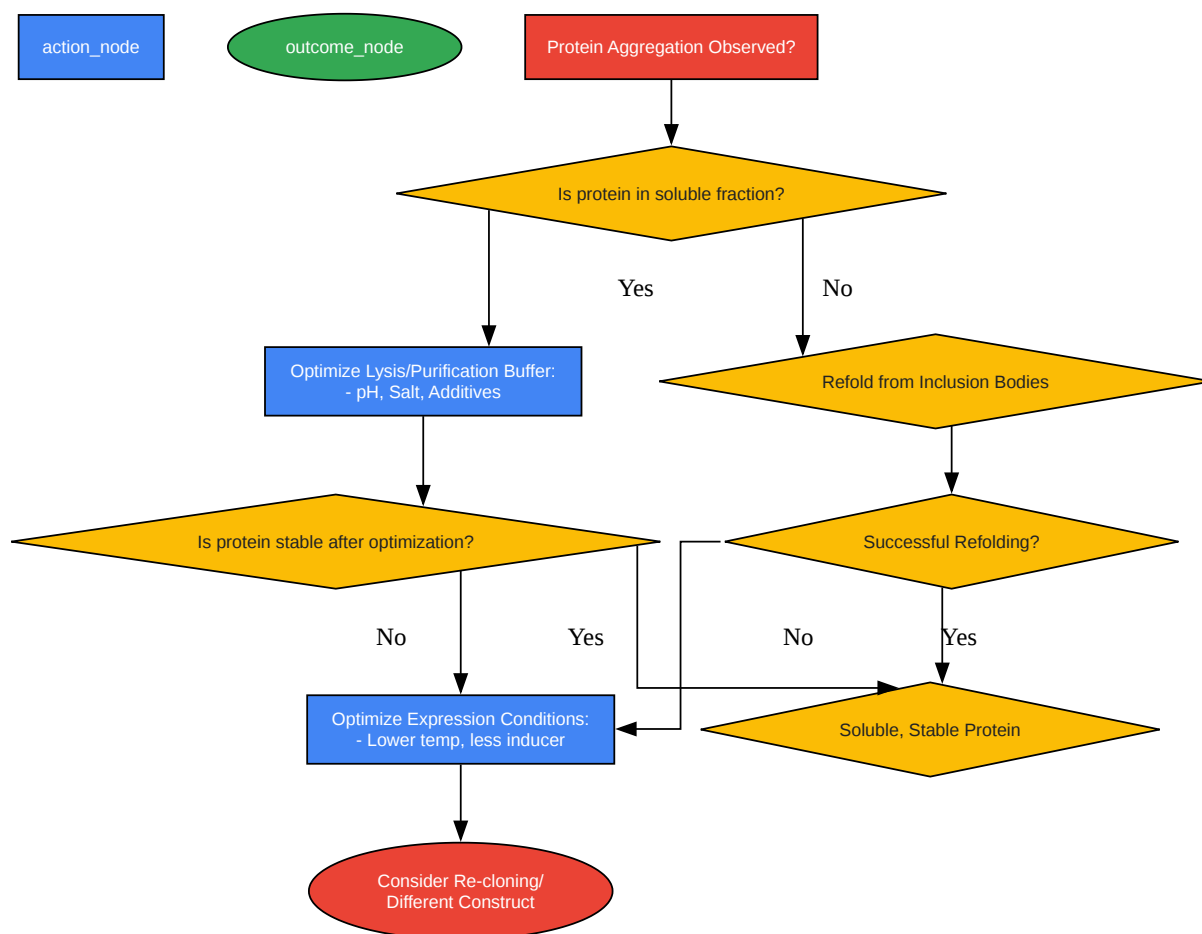 action_node
outcome_node
Protein Aggregation Observed?
Is protein in soluble fraction?
Yes
No
Optimize Lysis/Purification Buffer:
- pH, Salt, Additives
Refold from Inclusion Bodies
Is protein stable after optimization?
Successful Refolding?
No
Yes
No
Yes
Optimize Expression Conditions:
- Lower temp, less inducer
Soluble, Stable Protein
Consider Re-cloning/
Different Construct